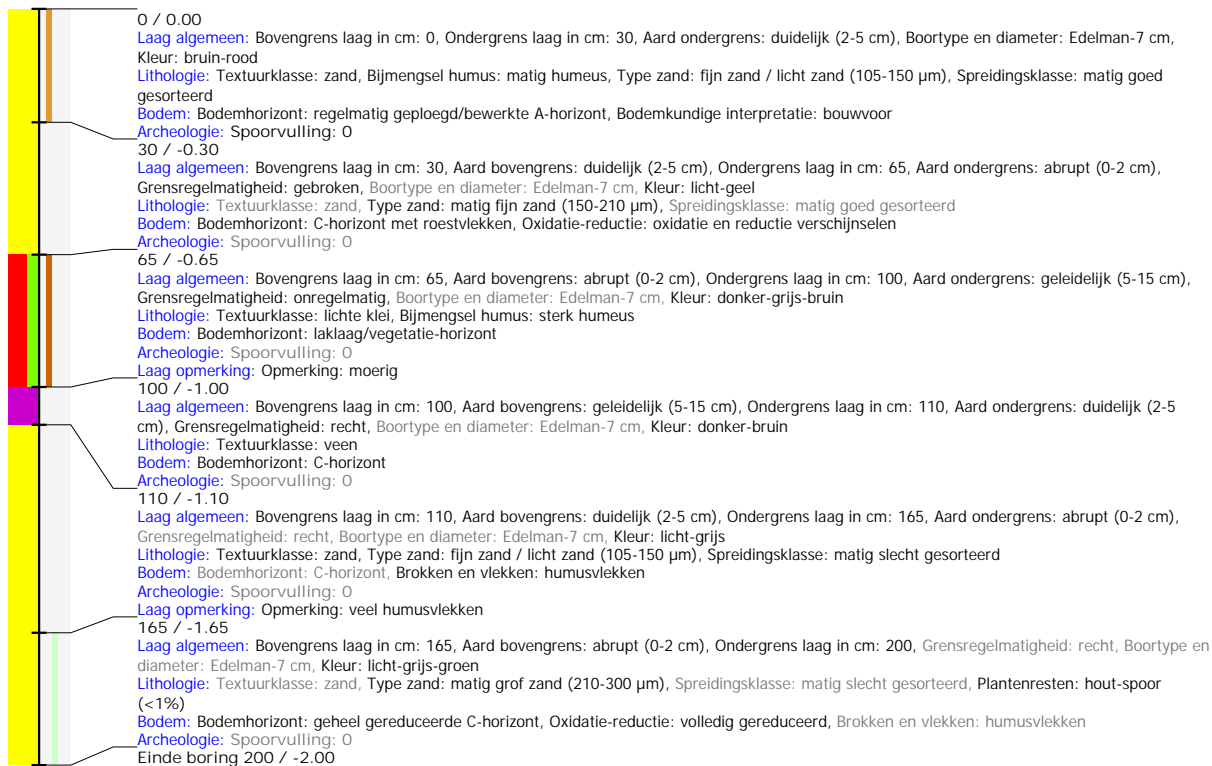 0 / 0.00
Laag algemeen: Bovengrens laag in cm: 0, Ondergrens laag in cm: 30, Aard ondergrens: duidelijk (2-5 cm), Boortype en diameter: Edelman-7 cm,
Kleur: bruin-rood
Lithologie: Textuurklasse: zand, Bijmengsel humus: matig humeus, Type zand: fijn zand / licht zand (105-150 µm), Spreidingsklasse: matig goed
gesorteerd
Bodem: Bodemhorizont: regelmatig geploegd/bewerkte A-horizont, Bodemkundige interpretatie: bouwvoor
Archeologie: Spoorvulling: 0
30 / -0.30
Laag algemeen: Bovengrens laag in cm: 30, Aard bovengrens: duidelijk (2-5 cm), Ondergrens laag in cm: 65, Aard ondergrens: abrupt (0-2 cm),
Grensregelmatigheid: gebroken, Boortype en diameter: Edelman-7 cm, Kleur: licht-geel
Lithologie: Textuurklasse: zand, Type zand: matig fijn zand (150-210 µm), Spreidingsklasse: matig goed gesorteerd
Bodem: Bodemhorizont: C-horizont met roestvlekken, Oxidatie-reductie: oxidatie en reductie verschijnselen
Archeologie: Spoorvulling: 0
65 / -0.65
Laag algemeen: Bovengrens laag in cm: 65, Aard bovengrens: abrupt (0-2 cm), Ondergrens laag in cm: 100, Aard ondergrens: geleidelijk (5-15 cm),
Grensregelmatigheid: onregelmatig, Boortype en diameter: Edelman-7 cm, Kleur: donker-grijs-bruin
Lithologie: Textuurklasse: lichte klei, Bijmengsel humus: sterk humeus
Bodem: Bodemhorizont: laklaag/vegetatie-horizont
Archeologie: Spoorvulling: 0
Laag opmerking: Opmerking: moerig
100 / -1.00
Laag algemeen: Bovengrens laag in cm: 100, Aard bovengrens: geleidelijk (5-15 cm), Ondergrens laag in cm: 110, Aard ondergrens: duidelijk (2-5
cm), Grensregelmatigheid: recht, Boortype en diameter: Edelman-7 cm, Kleur: donker-bruin
Lithologie: Textuurklasse: veen
Bodem: Bodemhorizont: C-horizont
Archeologie: Spoorvulling: 0
110 / -1.10
Laag algemeen: Bovengrens laag in cm: 110, Aard bovengrens: duidelijk (2-5 cm), Ondergrens laag in cm: 165, Aard ondergrens: abrupt (0-2 cm),
Grensregelmatigheid: recht, Boortype en diameter: Edelman-7 cm, Kleur: licht-grijs
Lithologie: Textuurklasse: zand, Type zand: fijn zand / licht zand (105-150 µm), Spreidingsklasse: matig slecht gesorteerd
Bodem: Bodemhorizont: C-horizont, Brokken en vlekken: humusvlekken
Archeologie: Spoorvulling: 0
Laag opmerking: Opmerking: veel humusvlekken
165 / -1.65
Laag algemeen: Bovengrens laag in cm: 165, Aard bovengrens: abrupt (0-2 cm), Ondergrens laag in cm: 200, Grensregelmatigheid: recht, Boortype en
diameter: Edelman-7 cm, Kleur: licht-grijs-groen
Lithologie: Textuurklasse: zand, Type zand: matig grof zand (210-300 µm), Spreidingsklasse: matig slecht gesorteerd, Plantenresten: hout-spoor
(<1%)
Bodem: Bodemhorizont: geheel gereduceerde C-horizont, Oxidatie-reductie: volledig gereduceerd, Brokken en vlekken: humusvlekken
Archeologie: Spoorvulling: 0
Einde boring 200 / -2.00